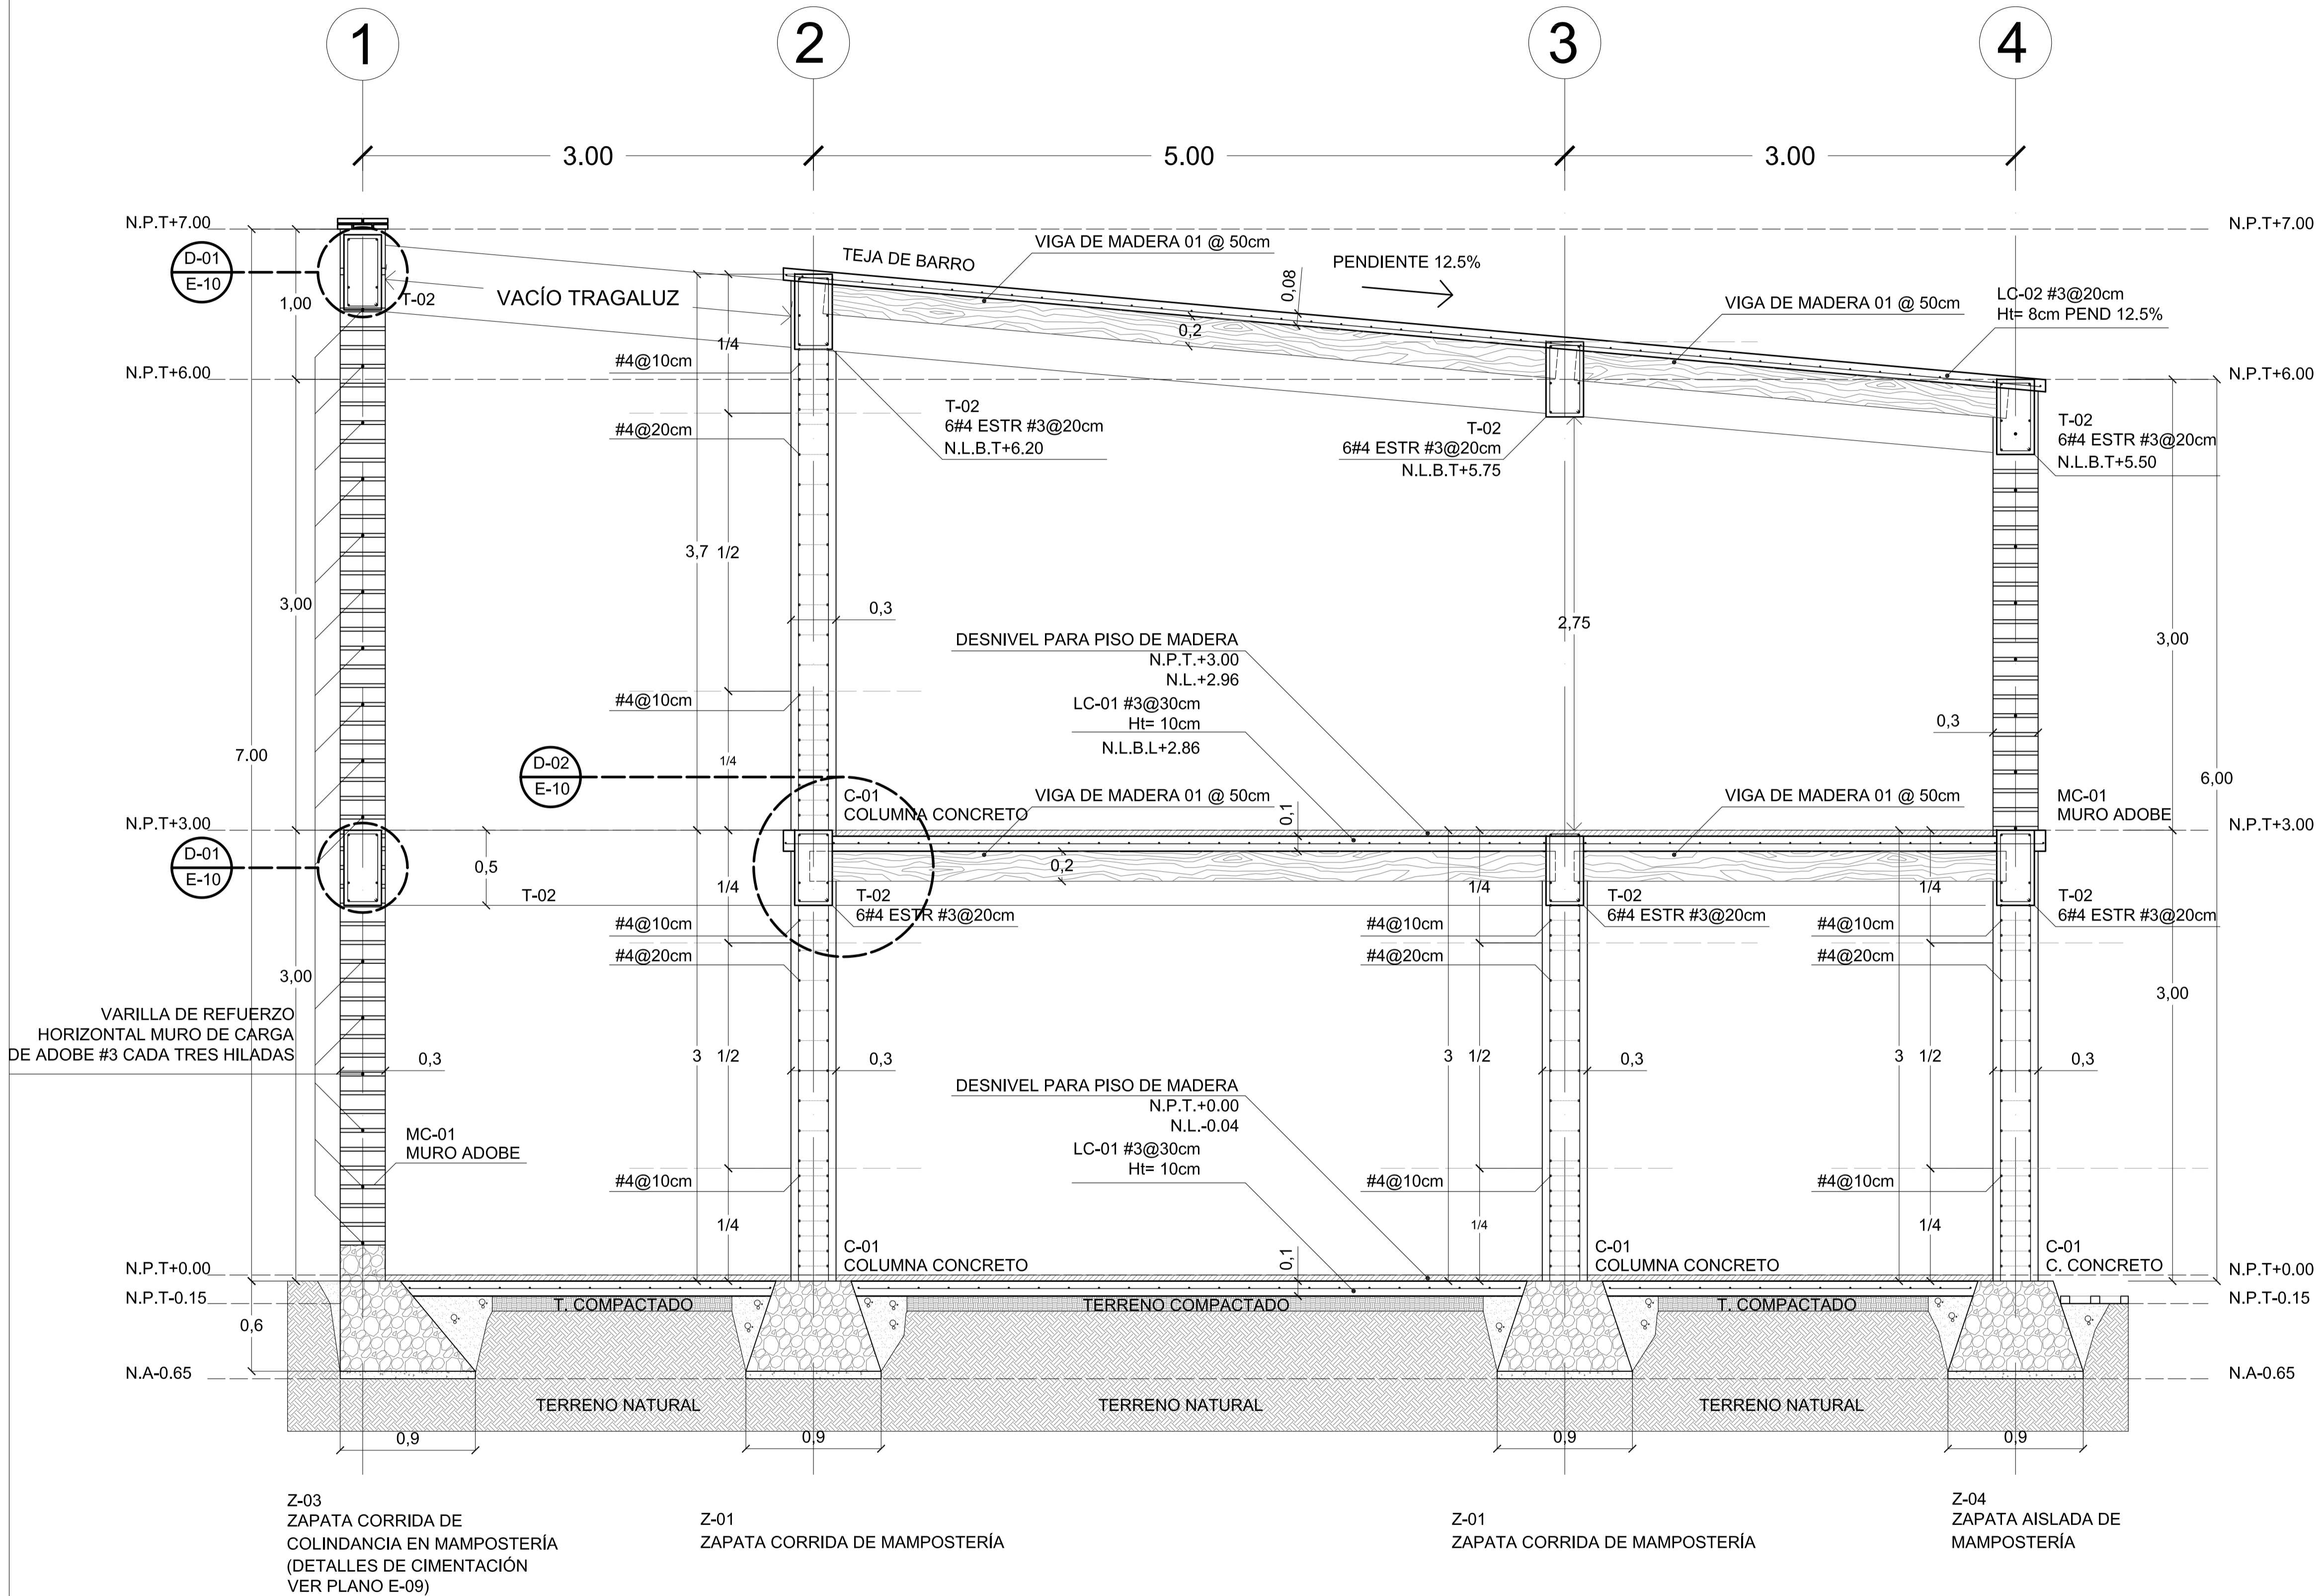 1
2
3
4
3.00
5.00
3.00
N.P.T+7.00
N.P.T+7.00
D-01
E-10
1,00
T-02
VACÍO TRAGALUZ
TEJA DE BARRO
VIGA DE MADERA 01 @ 50cm
0,08
PENDIENTE 12.5%
0,2
VIGA DE MADERA 01 @ 50cm
LC-02 #3@20cm
Ht= 8cm PEND 12.5%
1/4
#4@10cm
N.P.T+6.00
N.P.T+6.00
#4@20cm
T-02
6#4 ESTR #3@20cm
N.L.B.T+6.20
T-02
6#4 ESTR #3@20cm
N.L.B.T+5.75
T-02
6#4 ESTR #3@20cm
N.L.B.T+5.50
3,7
1/2
3,00
0,3
2,75
3,00
DESNIVEL PARA PISO DE MADERA
N.P.T.+3.00
N.L.+2.96
#4@10cm
LC-01 #3@30cm
Ht= 10cm
N.L.B.L+2.86
0,3
7.00
D-02
E-10
1/4
6,00
C-01
COLUMNA CONCRETO
VIGA DE MADERA 01 @ 50cm
0,1
VIGA DE MADERA 01 @ 50cm
MC-01
MURO ADOBE
N.P.T+3.00
N.P.T+3.00
D-01
E-10
0,5
T-02
1/4
0,2
T-02
6#4 ESTR #3@20cm
1/4
T-02
6#4 ESTR #3@20cm
1/4
T-02
6#4 ESTR #3@20cm
#4@10cm
#4@20cm
#4@10cm
#4@20cm
#4@10cm
#4@20cm
3,00
3,00
VARILLA DE REFUERZO
HORIZONTAL MURO DE CARGA
DE ADOBE #3 CADA TRES HILADAS
0,3
3
1/2
0,3
3
1/2
0,3
3
1/2
0,3
DESNIVEL PARA PISO DE MADERA
N.P.T.+0.00
N.L.-0.04
LC-01 #3@30cm
Ht= 10cm
MC-01
MURO ADOBE
#4@10cm
#4@10cm
#4@10cm
1/4
1/4
1/4
C-01
COLUMNA CONCRETO
0,1
C-01
COLUMNA CONCRETO
C-01
C. CONCRETO
N.P.T+0.00
N.P.T+0.00
N.P.T-0.15
N.P.T-0.15
T. COMPACTADO
TERRENO COMPACTADO
T. COMPACTADO
0,6
N.A-0.65
N.A-0.65
TERRENO NATURAL
TERRENO NATURAL
TERRENO NATURAL
0,9
0,9
0,9
0,9
Z-03
ZAPATA CORRIDA DE
COLINDANCIA EN MAMPOSTERÍA
(DETALLES DE CIMENTACIÓN
VER PLANO E-09)
Z-01
ZAPATA CORRIDA DE MAMPOSTERÍA
Z-01
ZAPATA CORRIDA DE MAMPOSTERÍA
Z-04
ZAPATA AISLADA DE
MAMPOSTERÍA